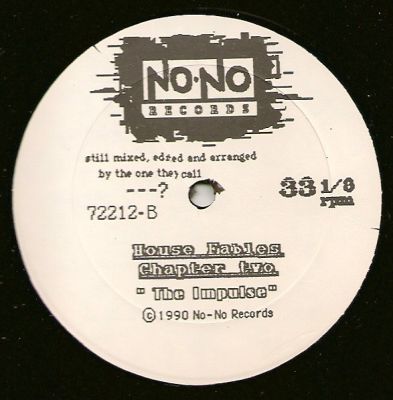 NO·NO
RECORDS
still mixed, edited and arranged
by the one they call
---?
72212-B
33 1/3
rpm
House Fables
Chapter two
" The Impulse"
© 1990 No-No Records